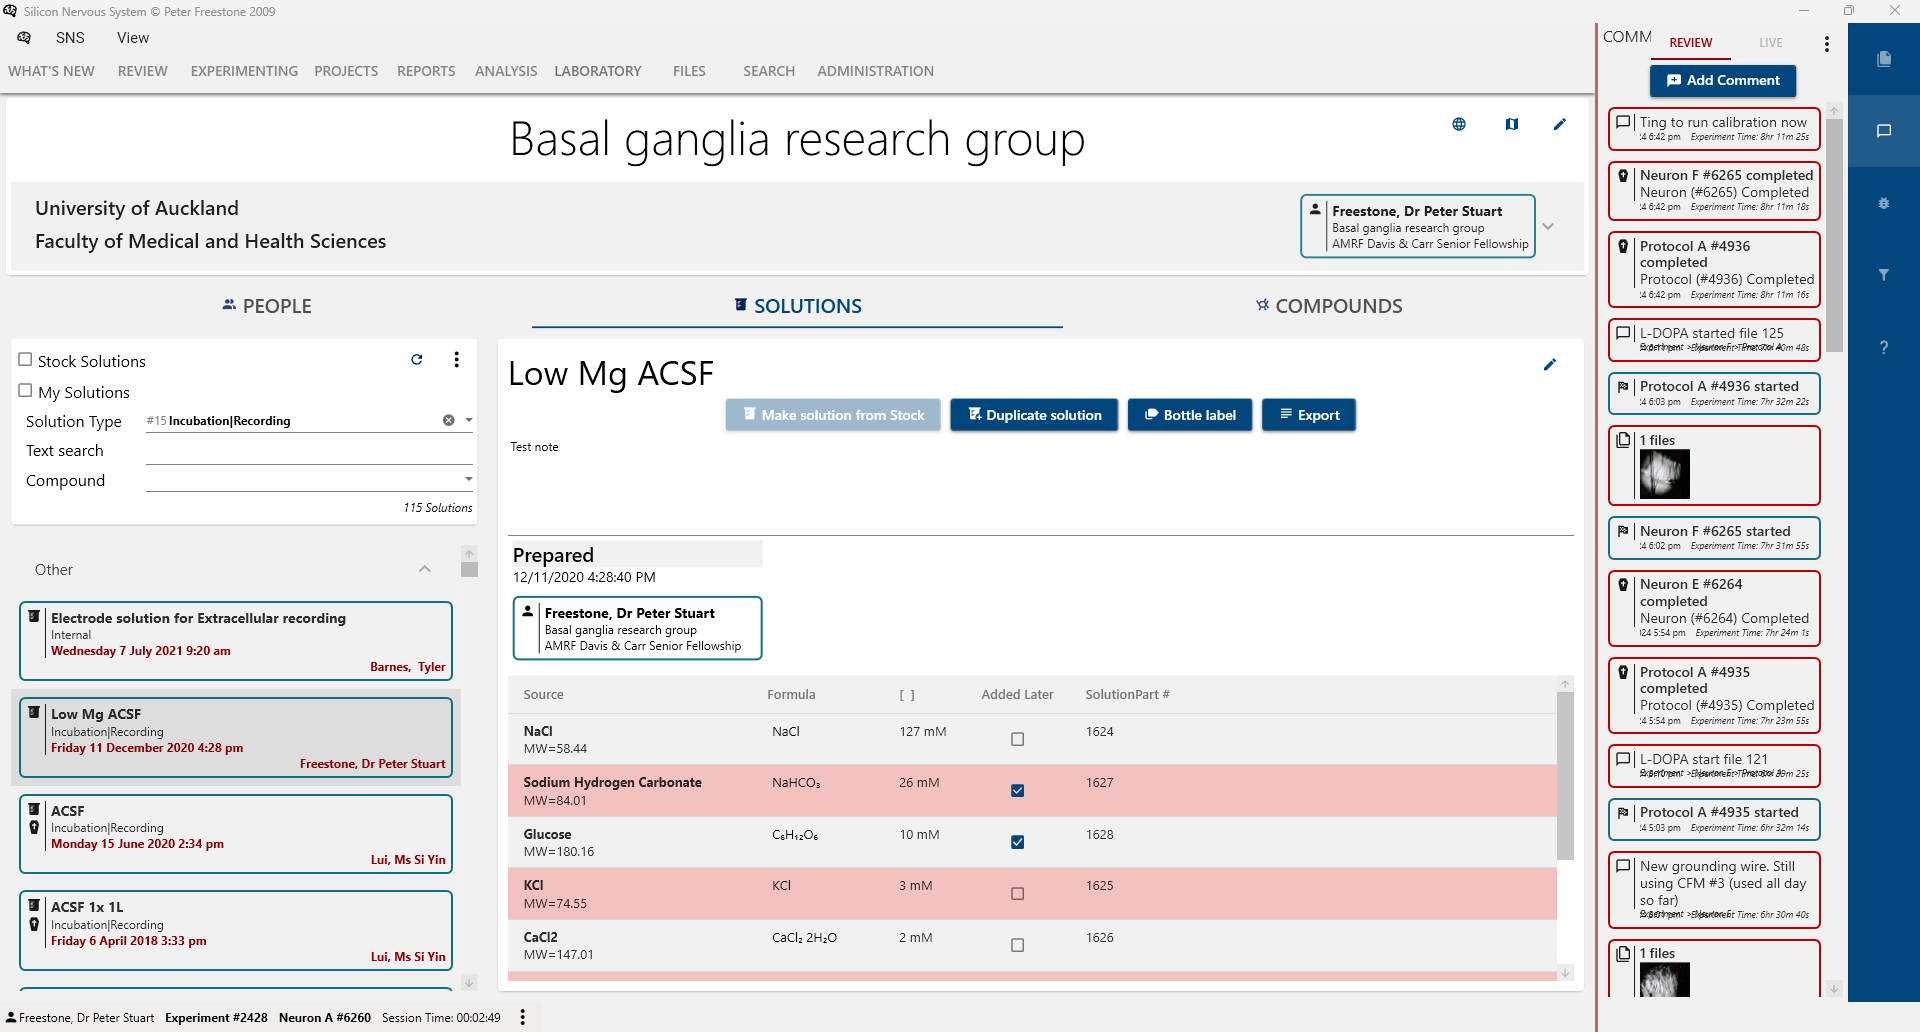 Silicon Nervous System © Peter Freestone 2009
SNS View
WHAT'S NEW REVIEW EXPERIMENTING PROJECTS REPORTS ANALYSIS LABORATORY FILES SEARCH ADMINISTRATION
Basal ganglia research group
University of Auckland
Faculty of Medical and Health Sciences
Freestone, Dr Peter Stuart
Basal ganglia research group
AMRF Davis & Carr Senior Fellowship
PEOPLE SOLUTIONS COMPOUNDS
Stock Solutions
My Solutions
Solution Type #15 Incubation|Recording
Text search
Compound
115 Solutions
Other
Electrode solution for Extracellular recording
Internal
Wednesday 7 July 2021 9:20 am
Barnes, Tyler
Low Mg ACSF
Incubation|Recording
Friday 11 December 2020 4:28 pm
Freestone, Dr Peter Stuart
ACSF
Incubation|Recording
Monday 15 June 2020 2:34 pm
Lui, Ms Si Yin
ACSF 1x 1L
Incubation|Recording
Friday 6 April 2018 3:33 pm
Lui, Ms Si Yin
Low Mg ACSF
Make solution from Stock Duplicate solution Bottle label Export
Test note
Prepared
12/11/2020 4:28:40 PM
Freestone, Dr Peter Stuart
Basal ganglia research group
AMRF Davis & Carr Senior Fellowship
Source Formula [ ] Added Later SolutionPart #
NaCl NaCl 127 mM 1624
MW=58.44
Sodium Hydrogen Carbonate NaHCO₃ 26 mM 1627
MW=84.01
Glucose C₆H₁₂O₆ 10 mM 1628
MW=180.16
KCl KCl 3 mM 1625
MW=74.55
CaCl2 CaCl₂ 2H₂O 2 mM 1626
MW=147.01
COMM REVIEW LIVE
Add Comment
Ting to run calibration now
6:42 pm Experiment Time: 8hr 11m 25s
Neuron F #6265 completed
Neuron (#6265) Completed
6:42 pm Experiment Time: 8hr 11m 18s
Protocol A #4936
completed
Protocol (#4936) Completed
6:42 pm Experiment Time: 8hr 11m 16s
L-DOPA started file 125
Protocol A #4936 started
6:03 pm Experiment Time: 7hr 32m 22s
1 files
Neuron F #6265 started
6:02 pm Experiment Time: 7hr 31m 55s
Neuron E #6264
completed
Neuron (#6264) Completed
5:54 pm Experiment Time: 7hr 24m 1s
Protocol A #4935
completed
Protocol (#4935) Completed
5:54 pm Experiment Time: 7hr 23m 55s
L-DOPA start file 121
Protocol A #4935 started
5:03 pm Experiment Time: 6hr 32m 14s
New grounding wire. Still
using CFM #3 (used all day
so far)
Experiment Time: 6hr 30m 40s
1 files
Freestone, Dr Peter Stuart Experiment #2428 Neuron A #6260 Session Time: 00:02:49